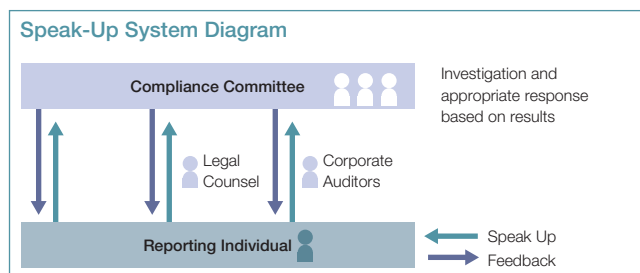 Speak-Up System Diagram
Compliance Committee
Investigation and
appropriate response
based on results
Legal
Counsel
Corporate
Auditors
Reporting Individual
Speak Up
Feedback